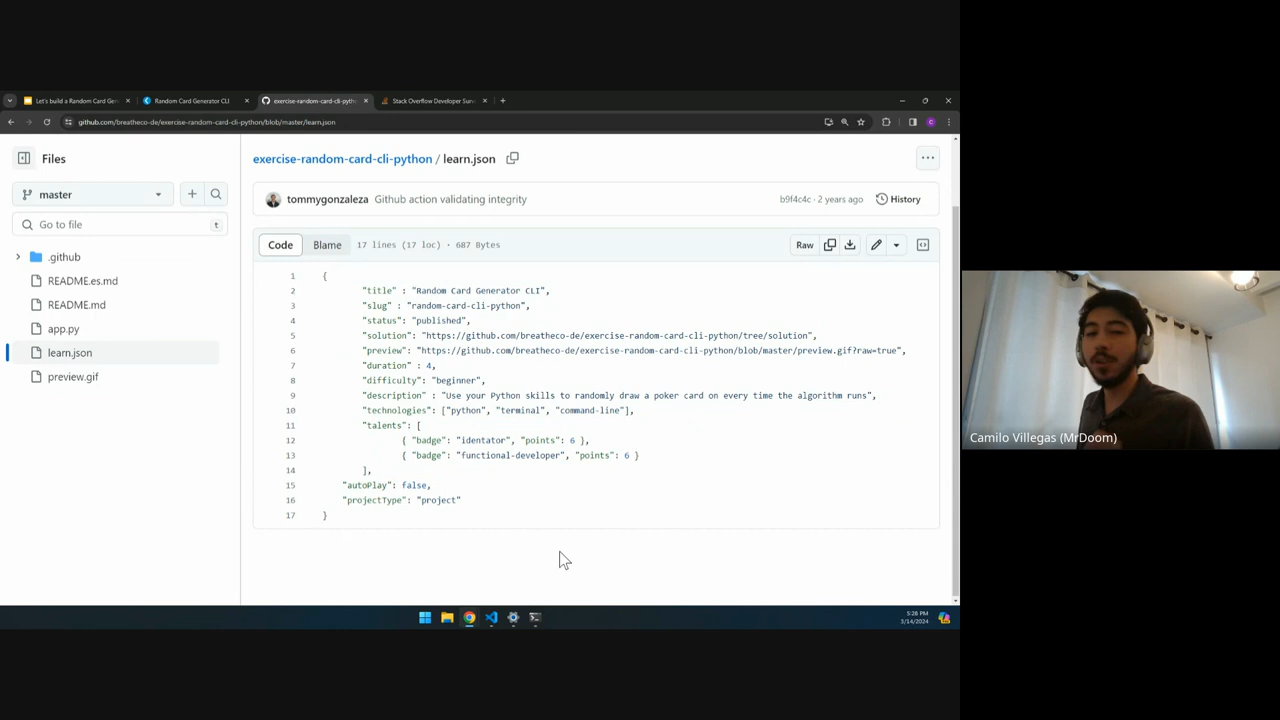 Let's build a Random Card Gen
Random Card Generator CLI
exercise-random-card-cli-pyth
Stack Overflow Developer Surv
github.com/breatheco-de/exercise-random-card-cli-python/blob/master/learn.json
Files
master
Go to file
t
.github
README.es.md
README.md
app.py
learn.json
preview.gif
exercise-random-card-cli-python / learn.json
tommygonzaleza Github action validating integrity
b9f4c4c · 2 years ago
History
Code
Blame
17 lines (17 loc) · 687 Bytes
Raw
1 {
2 "title" : "Random Card Generator CLI",
3 "slug" : "random-card-cli-python",
4 "status": "published",
5 "solution": "https://github.com/breatheco-de/exercise-random-card-cli-python/tree/solution",
6 "preview": "https://github.com/breatheco-de/exercise-random-card-cli-python/blob/master/preview.gif?raw=true",
7 "duration" : 4,
8 "difficulty": "beginner",
9 "description" : "Use your Python skills to randomly draw a poker card on every time the algorithm runs",
10 "technologies": ["python", "terminal", "command-line"],
11 "talents": [
12 { "badge": "identator", "points": 6 },
13 { "badge": "functional-developer", "points": 6 }
14 ],
15 "autoPlay": false,
16 "projectType": "project"
17 }
5:28 PM
3/14/2024
Camilo Villegas (MrDoom)